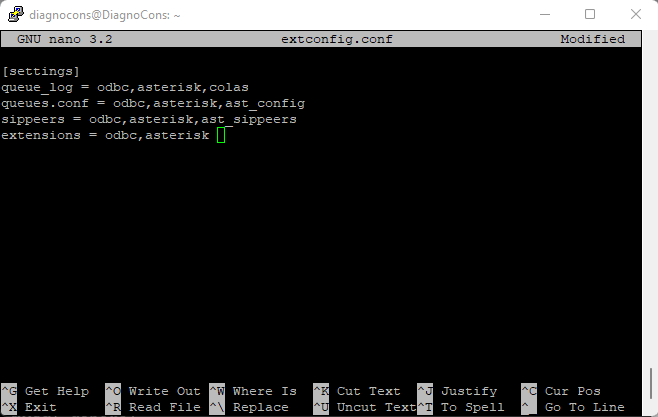 diagnocons@DiagnoCons: ~
GNU nano 3.2 extconfig.conf Modified
[settings]
queue_log = odbc,asterisk,colas
queues.conf = odbc,asterisk,ast_config
sippeers = odbc,asterisk,ast_sippeers
extensions = odbc,asterisk
^G Get Help ^O Write Out ^W Where Is ^K Cut Text ^J Justify ^C Cur Pos
^X Exit ^R Read File ^\ Replace ^U Uncut Text^T To Spell ^_ Go To Line